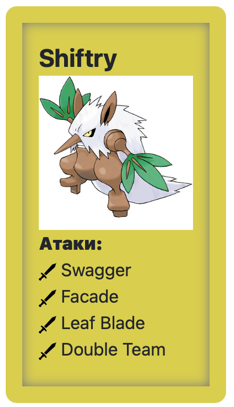 Shiftry
Атаки:
Swagger
Facade
Leaf Blade
Double Team